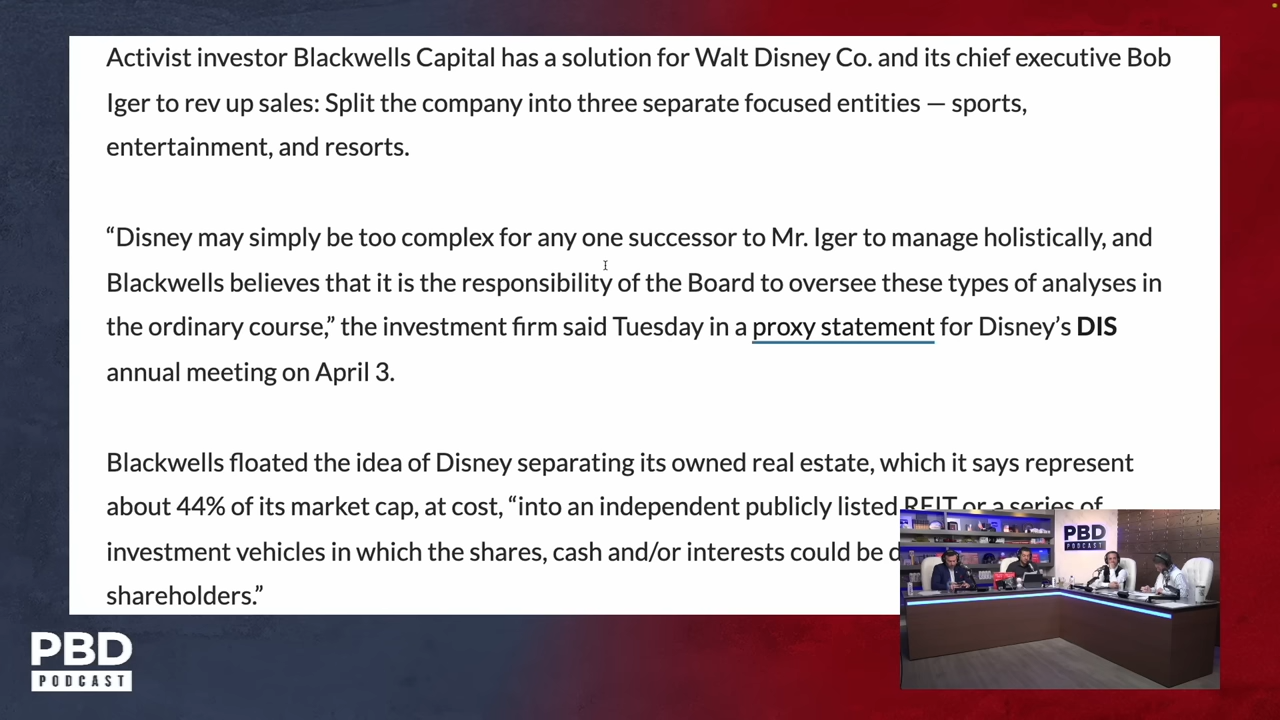 Activist investor Blackwells Capital has a solution for Walt Disney Co. and its chief executive Bob
Iger to rev up sales: Split the company into three separate focused entities — sports,
entertainment, and resorts.
“Disney may simply be too complex for any one successor to Mr. Iger to manage holistically, and
Blackwells believes that it is the responsibility of the Board to oversee these types of analyses in
the ordinary course,” the investment firm said Tuesday in a proxy statement for Disney’s DIS
annual meeting on April 3.
Blackwells floated the idea of Disney separating its owned real estate, which it says represent
about 44% of its market cap, at cost, “into an independent publicly listed REIT or a series of
investment vehicles in which the shares, cash and/or interests could be
shareholders.”
PBD
PODCAST
PBD
PODCAST